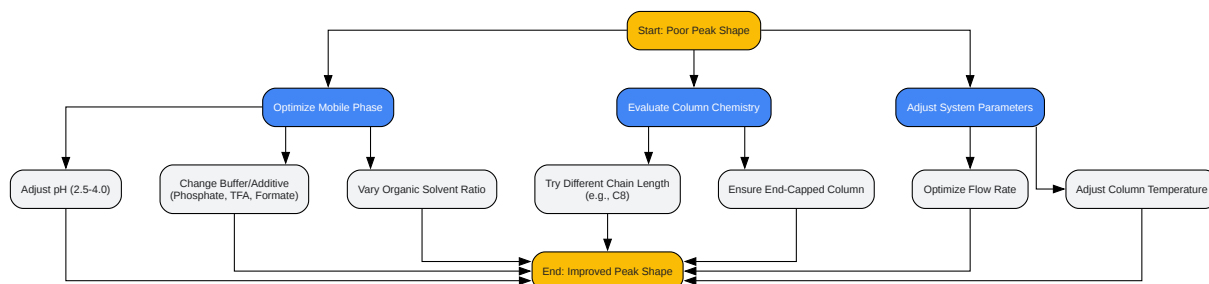 Start: Poor Peak Shape
Optimize Mobile Phase
Evaluate Column Chemistry
Adjust System Parameters
Adjust pH (2.5-4.0)
Change Buffer/Additive
(Phosphate, TFA, Formate)
Vary Organic Solvent Ratio
Try Different Chain Length
(e.g., C8)
Ensure End-Capped Column
Optimize Flow Rate
Adjust Column Temperature
End: Improved Peak Shape